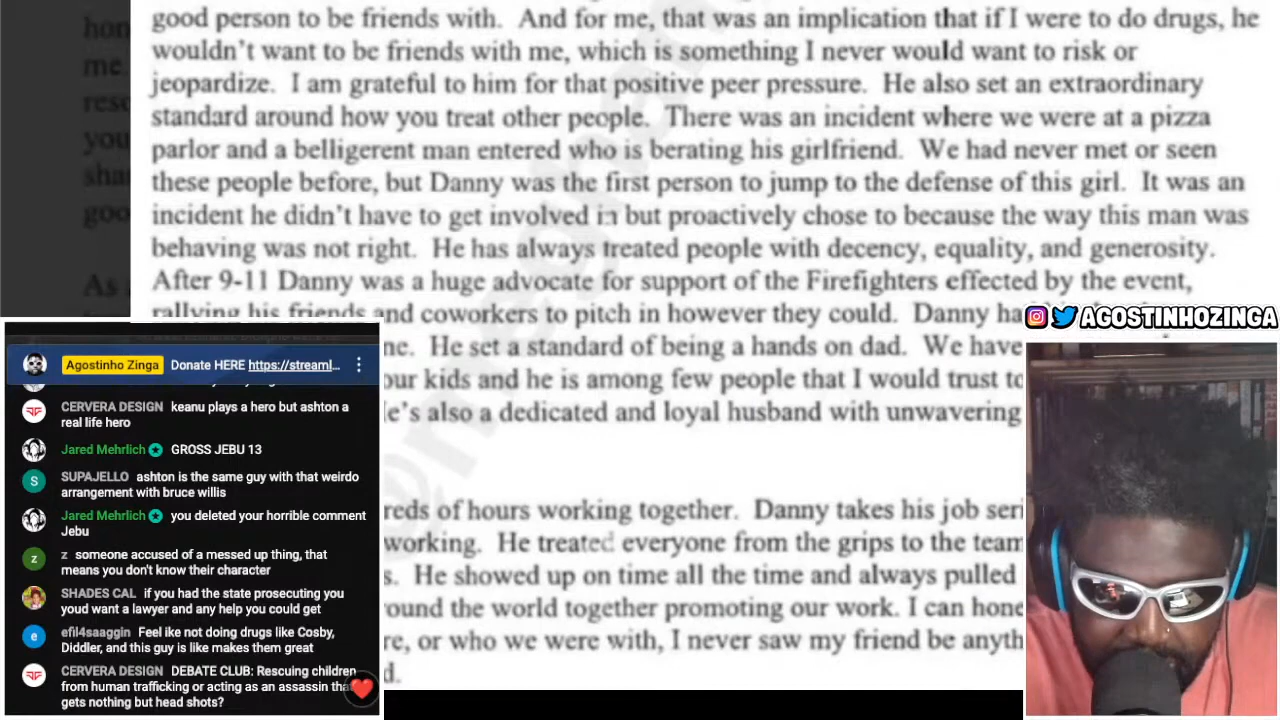 good person to be friends with. And for me, that was an implication that if I were to do drugs, he
wouldn't want to be friends with me, which is something I never would want to risk or
jeopardize. I am grateful to him for that positive peer pressure. He also set an extraordinary
standard around how you treat other people. There was an incident where we were at a pizza
parlor and a belligerent man entered who is berating his girlfriend. We had never met or seen
these people before, but Danny was the first person to jump to the defense of this girl. It was an
incident he didn't have to get involved in but proactively chose to because the way this man was
behaving was not right. He has always treated people with decency, equality, and generosity.
After 9-11 Danny was a huge advocate for support of the Firefighters effected by the event,
rallying his friends and coworkers to pitch in however they could. Danny ha
ne. He set a standard of being a hands on dad. We have
our kids and he is among few people that I would trust to
He's also a dedicated and loyal husband with unwavering
reds of hours working together. Danny takes his job seri
working. He treated everyone from the grips to the team
s. He showed up on time all the time and always pulled
round the world together promoting our work. I can hone
re, or who we were with, I never saw my friend be anyth
d.
hon
me.
reso
you
shar
goo
As
Agostinho Zinga Donate HERE https://streaml...
CERVERA DESIGN keanu plays a hero but ashton a
real life hero
Jared Mehrlich GROSS JEBU 13
SUPAJELLO ashton is the same guy with that weirdo
arrangement with bruce willis
Jared Mehrlich you deleted your horrible comment
Jebu
z someone accused of a messed up thing, that
means you don't know their character
SHADES CAL if you had the state prosecuting you
youd want a lawyer and any help you could get
efil4saaggin Feel ike not doing drugs like Cosby,
Diddler, and this guy is like makes them great
CERVERA DESIGN DEBATE CLUB: Rescuing children
from human trafficking or acting as an assassin tha
gets nothing but head shots?
AGOSTINHOZINGA